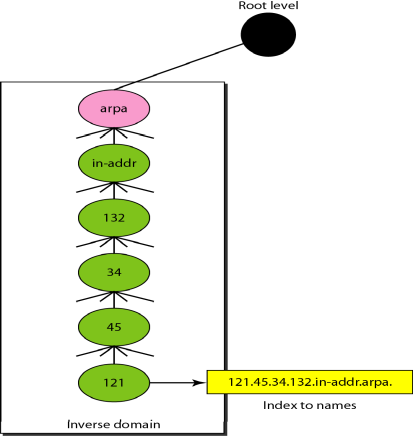 Root level
arpa
in-addr
132
34
45
121
121.45.34.132.in-addr.arpa.
Index to names
Inverse domain